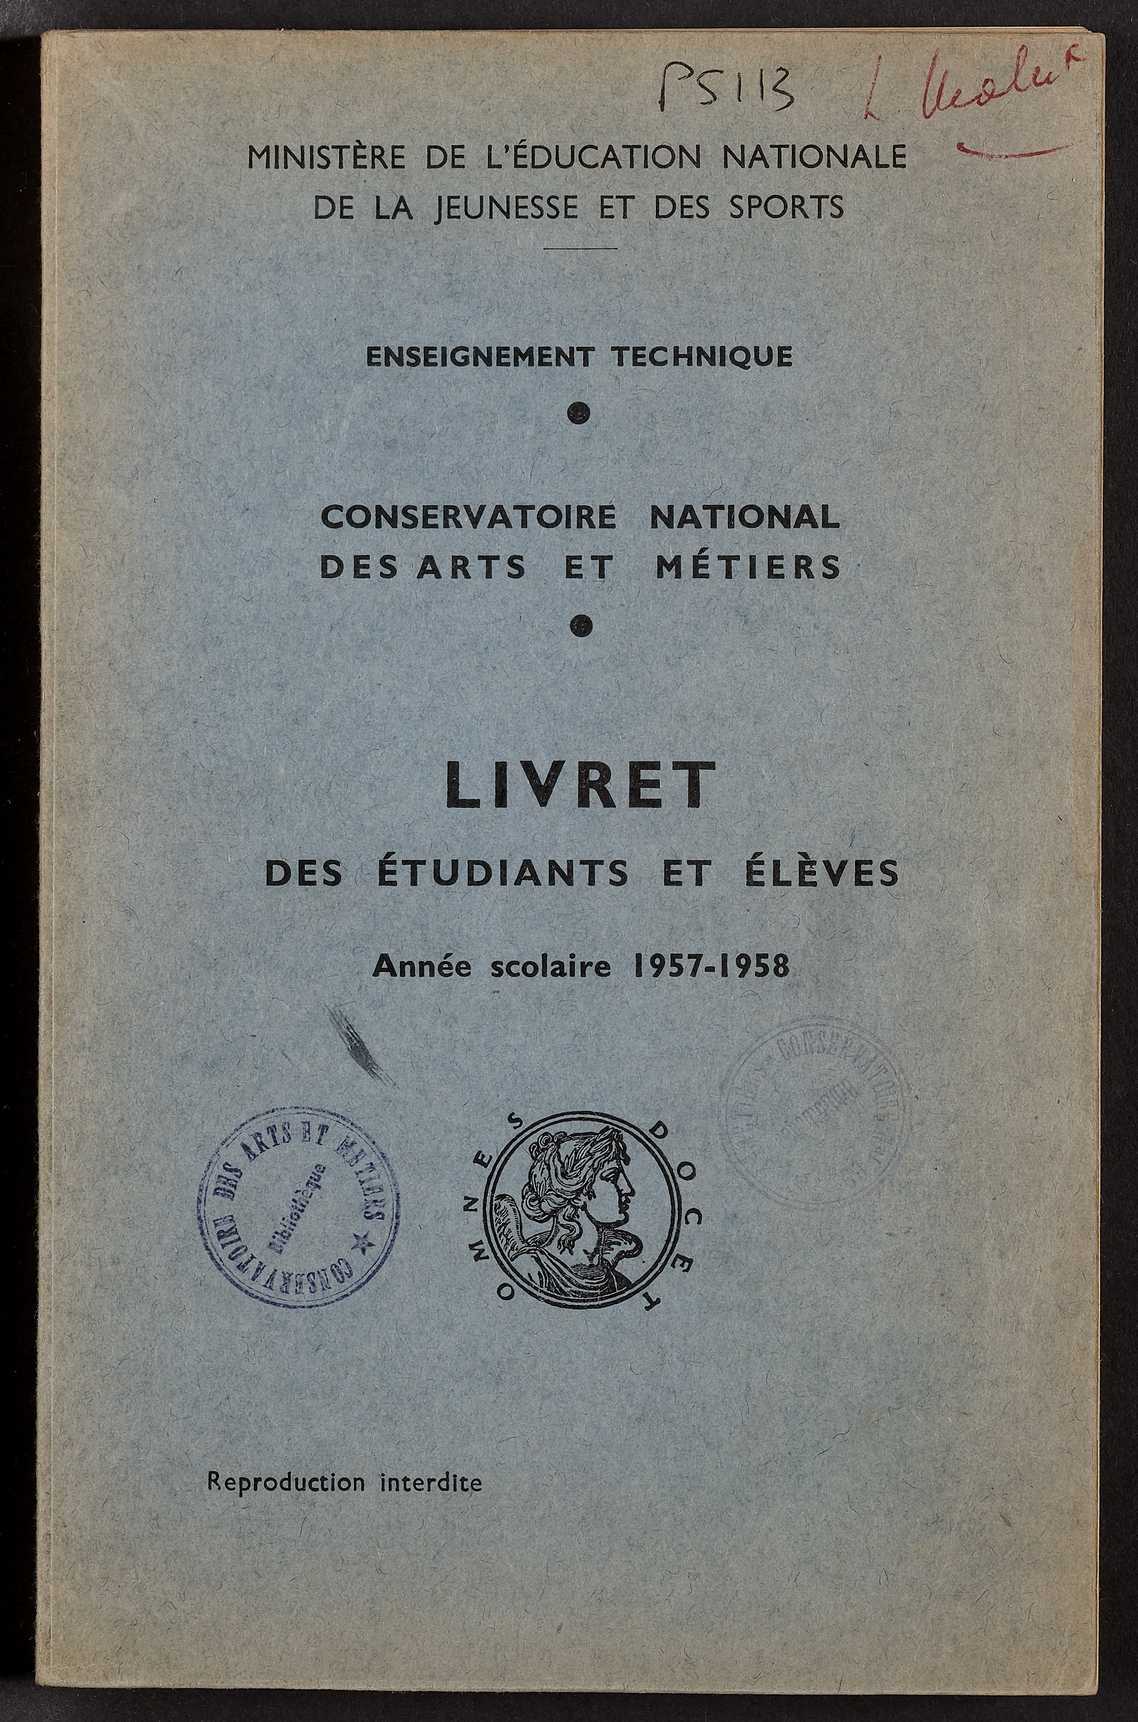 PS113
MINISTÈRE DE L'ÉDUCATION NATIONALE
DE LA JEUNESSE ET DES SPORTS
ENSEIGNEMENT TECHNIQUE
CONSERVATOIRE NATIONAL
DES ARTS ET MÉTIERS
LIVRET
DES ÉTUDIANTS ET ÉLÈVES
Année scolaire 1957-1958
CONSERVATOIRE DES ARTS ET METIERS
Bibliothèque
OMNES DOCET
Reproduction interdite